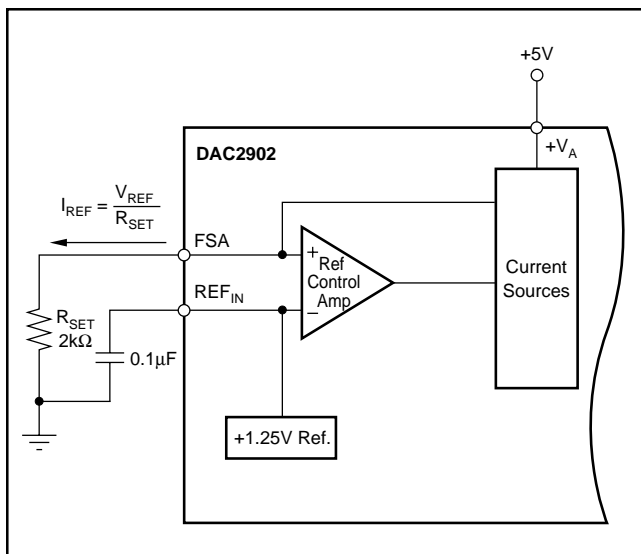 +5V
+V_A
DAC2902
I_REF = V_REF / R_SET
FSA
+
Ref
Control
Amp
–
REF_IN
Current
Sources
R_SET
2kΩ
0.1µF
+1.25V Ref.